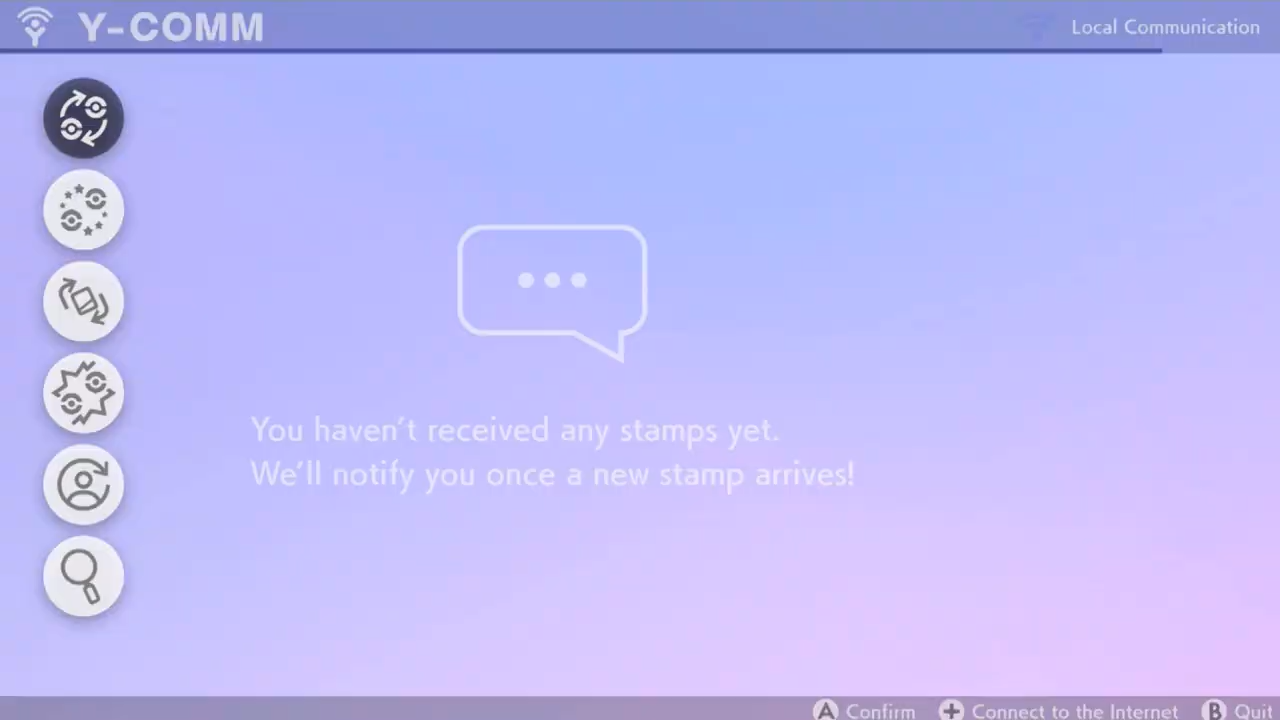 Y-COMM
Local Communication
You haven't received any stamps yet.
We'll notify you once a new stamp arrives!
A Confirm + Connect to the Internet B Quit